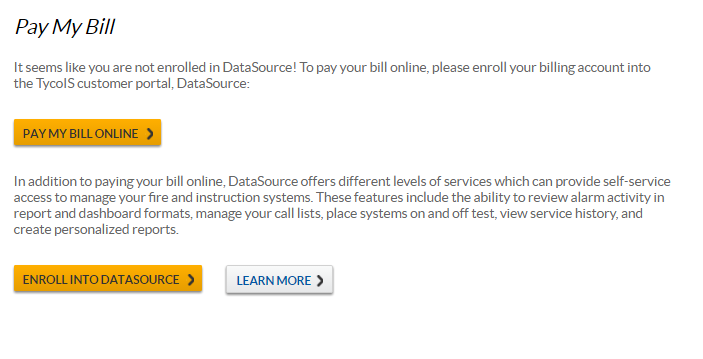 Pay My Bill
It seems like you are not enrolled in DataSource! To pay your bill online, please enroll your billing account into
the TycoIS customer portal, DataSource:
PAY MY BILL ONLINE
In addition to paying your bill online, DataSource offers different levels of services which can provide self-service
access to manage your fire and instruction systems. These features include the ability to review alarm activity in
report and dashboard formats, manage your call lists, place systems on and off test, view service history, and
create personalized reports.
ENROLL INTO DATASOURCE
LEARN MORE